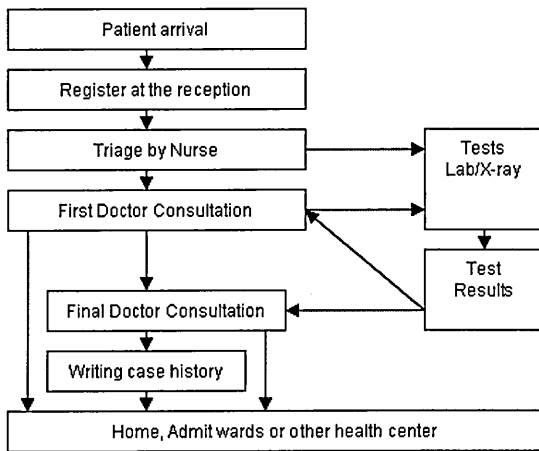 Patient arrival
Register at the reception
Triage by Nurse
Tests
Lab/X-ray
First Doctor Consultation
Test
Results
Final Doctor Consultation
Writing case history
Home, Admit wards or other health center